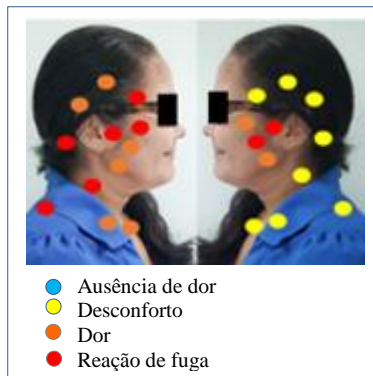 Ausência de dor
Desconforto
Dor
Reação de fuga